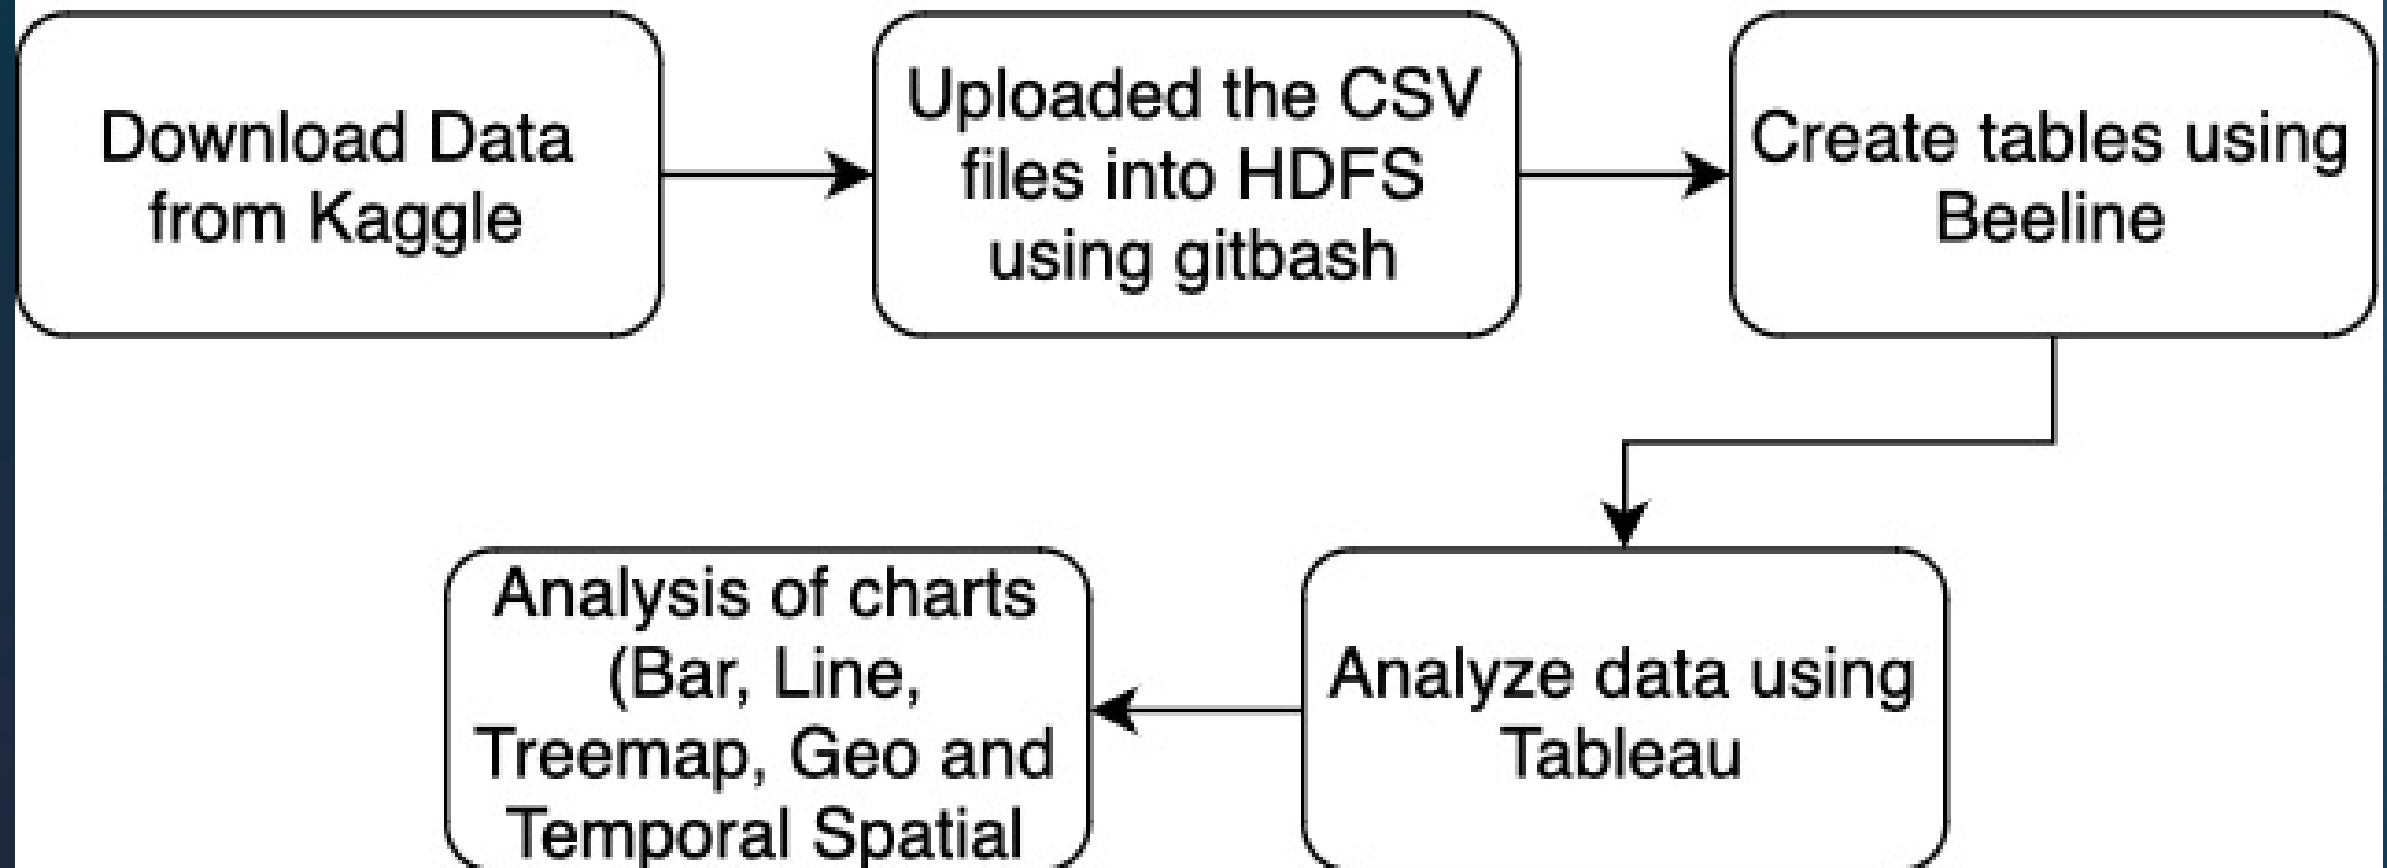 Download Data
from Kaggle
Uploaded the CSV
files into HDFS
using gitbash
Create tables using
Beeline
Analyze data using
Tableau
Analysis of charts
(Bar, Line,
Treemap, Geo and
Temporal Spatial